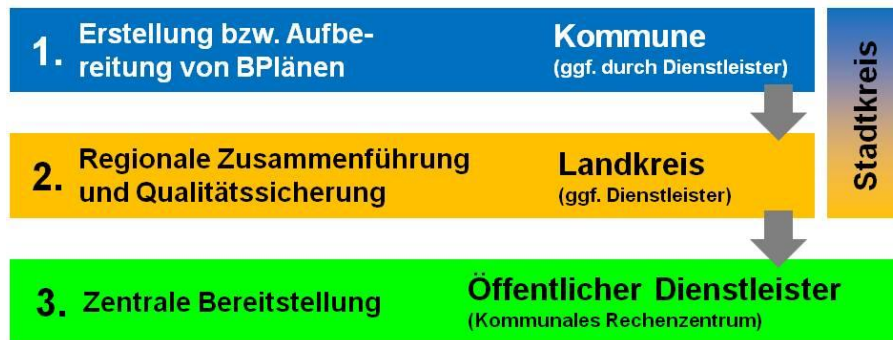 1. Erstellung bzw. Aufbe-
reitung von BPlänen
Kommune
(ggf. durch Dienstleister)
2. Regionale Zusammenführung
und Qualitätssicherung
Landkreis
(ggf. Dienstleister)
Stadtkreis
3. Zentrale Bereitstellung
Öffentlicher Dienstleister
(Kommunales Rechenzentrum)